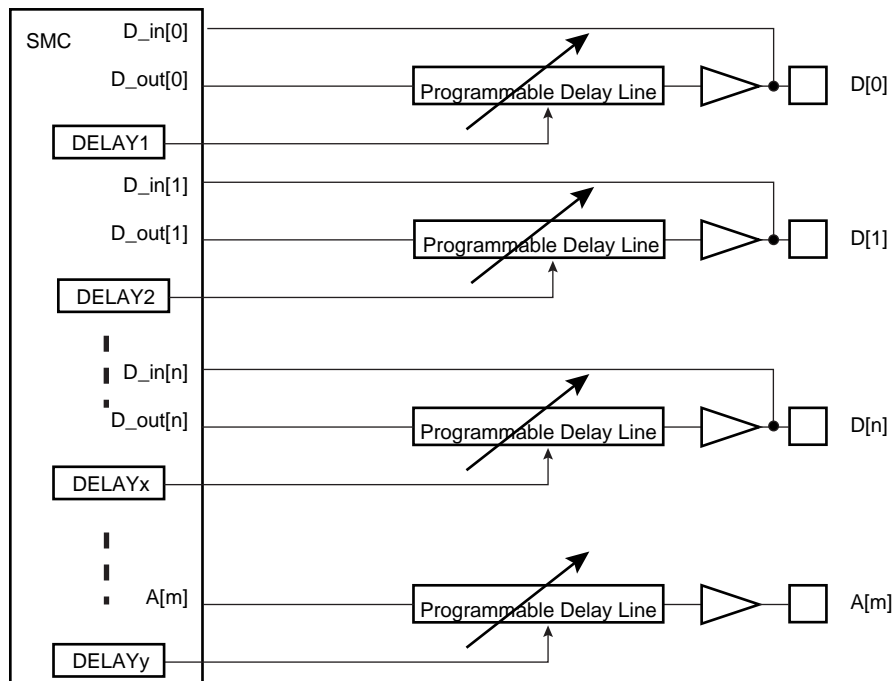 SMC
D_in[0]
D_out[0]
Programmable Delay Line
D[0]
DELAY1
D_in[1]
D_out[1]
Programmable Delay Line
D[1]
DELAY2
D_in[n]
D_out[n]
Programmable Delay Line
D[n]
DELAYx
A[m]
Programmable Delay Line
A[m]
DELAYy